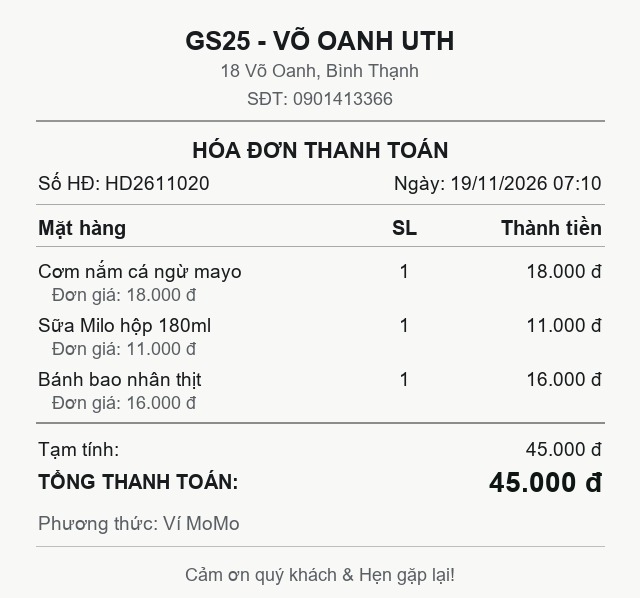 GS25 - VÕ OANH UTH
18 Võ Oanh, Bình Thạnh
SĐT: 0901413366
HÓA ĐƠN THANH TOÁN
Số HĐ: HD2611020 Ngày: 19/11/2026 07:10
Mặt hàng SL Thành tiền
Cơm nắm cá ngừ mayo 1 18.000 đ
Đơn giá: 18.000 đ
Sữa Milo hộp 180ml 1 11.000 đ
Đơn giá: 11.000 đ
Bánh bao nhân thịt 1 16.000 đ
Đơn giá: 16.000 đ
Tạm tính: 45.000 đ
TỔNG THANH TOÁN: 45.000 đ
Phương thức: Ví MoMo
Cảm ơn quý khách & Hẹn gặp lại!